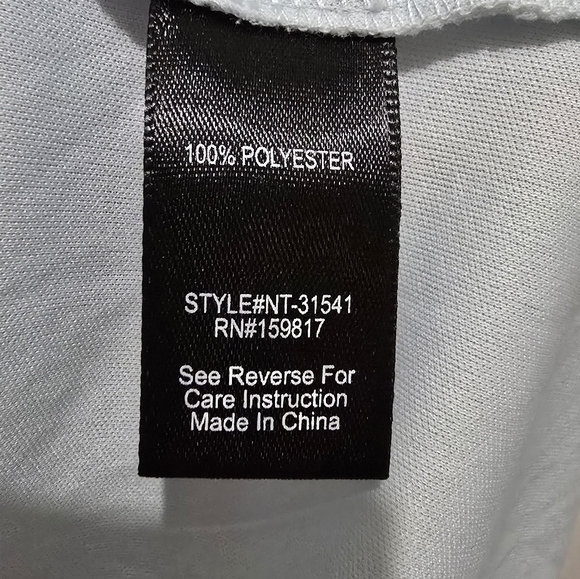 100% POLYESTER
STYLE#NT-31541
RN#159817
See Reverse For
Care Instruction
Made In China